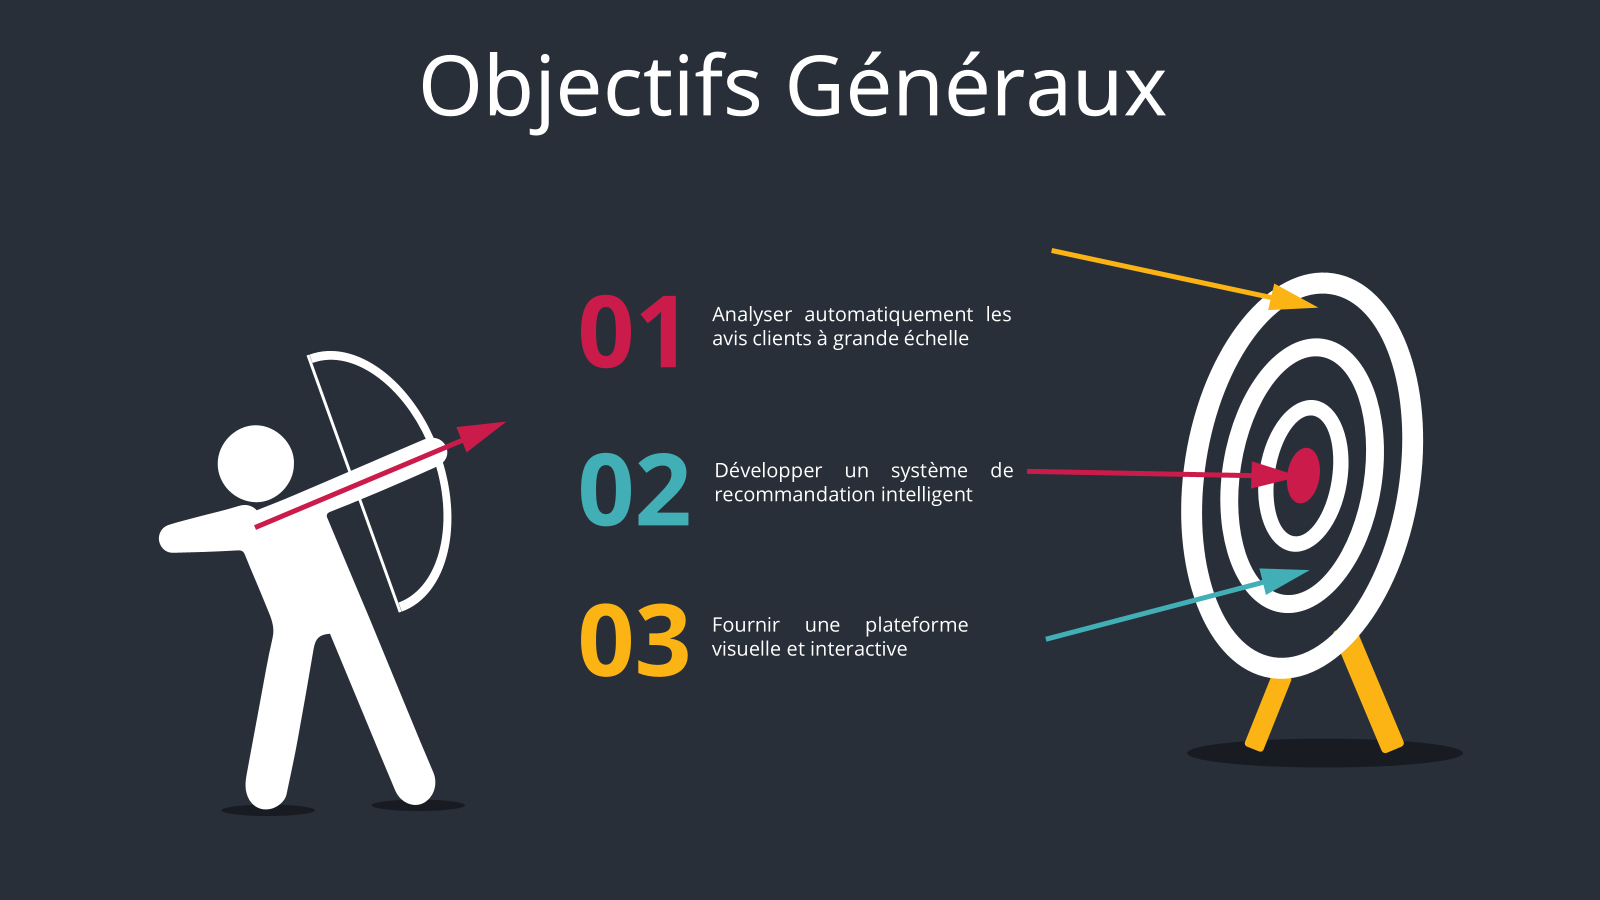 Objectifs Généraux
01
Analyser automatiquement les
avis clients à grande échelle
02
Développer un système de
recommandation intelligent
03
Fournir une plateforme
visuelle et interactive